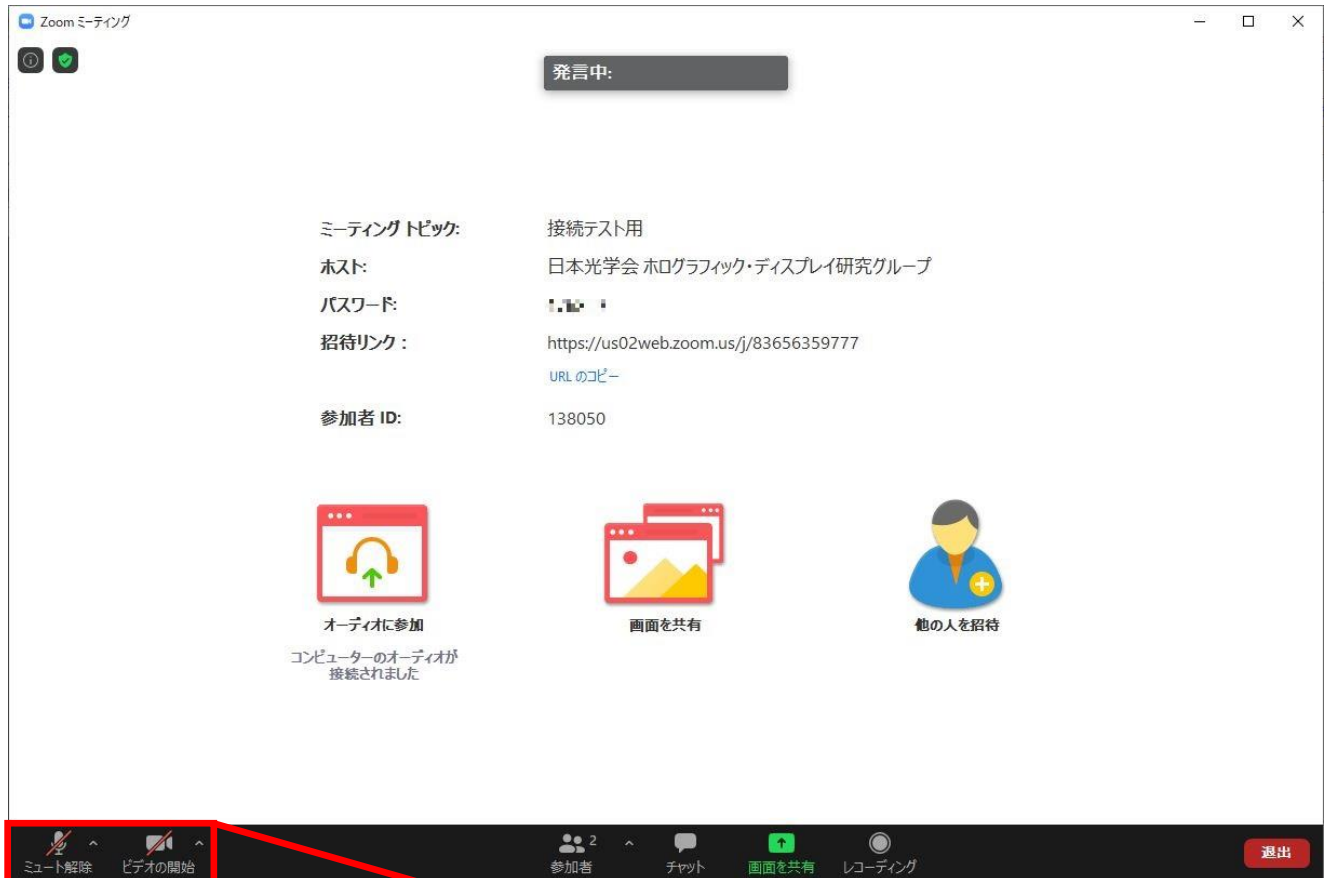 Zoom ミーティング
発言中:
ミーティング トピック: 接続テスト用
ホスト: 日本光学会 ホログラフィック・ディスプレイ研究グループ
パスワード:
招待リンク : https://us02web.zoom.us/j/83656359777
URL のコピー
参加者 ID: 138050
オーディオに参加 画面を共有 他の人を招待
コンピューターのオーディオが
接続されました
2
ミュート解除 ビデオの開始 参加者 チャット 画面を共有 レコーディング 退出